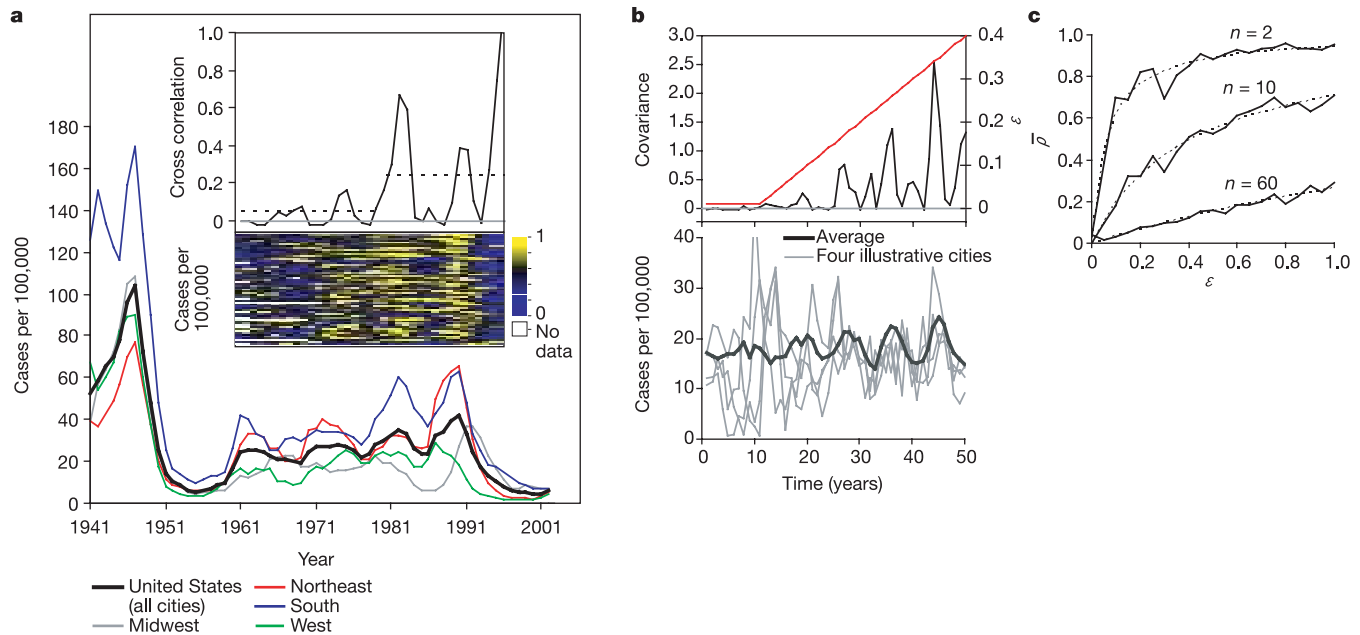 a
Cases per 100,000
180
160
140
120
100
80
60
40
20
0
1941
1951
1961
1971
1981
1991
2001
Year
Cross correlation
1.0
0.8
0.6
0.4
0.2
0
Cases per
100,000
1
0
No
data
United States
(all cities)
Midwest
Northeast
South
West
b
Covariance
3.0
2.5
2.0
1.5
1.0
0.5
0.0
0.4
0.3
0.2
0.1
0
ε
Cases per 100,000
40
30
20
10
0
Average
Four illustrative cities
0
10
20
30
40
50
Time (years)
c
ρ̅
1.0
0.8
0.6
0.4
0.2
0
n = 2
n = 10
n = 60
0
0.2
0.4
0.6
0.8
1.0
ε